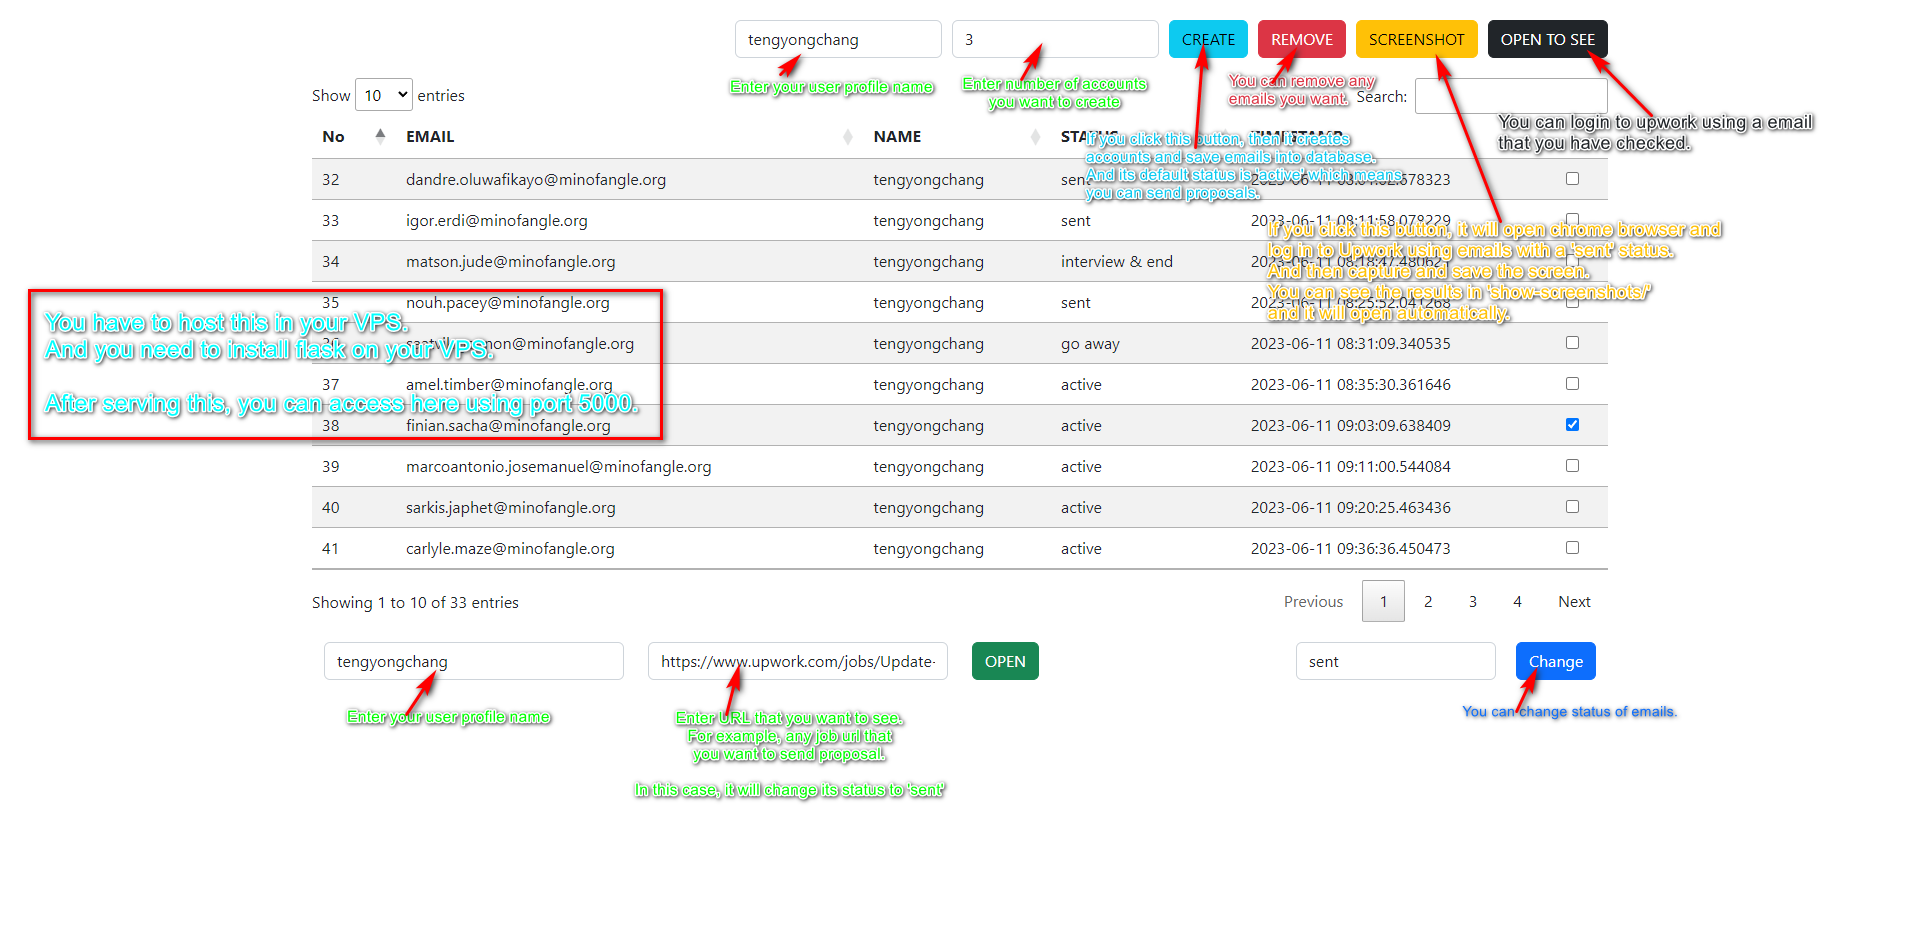 tengyongchang
3
CREATE
REMOVE
SCREENSHOT
OPEN TO SEE
Enter your user profile name
Enter number of accounts
you want to create
You can remove any
emails you want.
Show 10 entries
Search:
You can login to upwork using a email
that you have checked.
No EMAIL NAME STATUS TIMESTAMP
If you click this button, then it creates
accounts and save emails into database.
And its default status is 'active' which means
you can send proposals.
32 dandre.oluwafikayo@minofangle.org tengyongchang sent
33 igor.erdi@minofangle.org tengyongchang sent 2023-06-11 08:11:58.078229
If you click this button, it will open chrome browser and
log in to Upwork using emails with a 'sent' status.
And then capture and save the screen.
You can see the results in 'show-screenshots/'
and it will open automatically.
34 matson.jude@minofangle.org tengyongchang interview & end 2023-06-11 08:18:47.480621
35 nouh.pacey@minofangle.org tengyongchang sent 2023-06-11 08:25:52.041268
You have to host this in your VPS.
And you need to install flask on your VPS.
After serving this, you can access here using port 5000.
tengyongchang go away 2023-06-11 08:31:09.340535
37 amel.timber@minofangle.org tengyongchang active 2023-06-11 08:35:30.361646
38 finian.sacha@minofangle.org tengyongchang active 2023-06-11 09:03:09.638409
39 marcoantonio.josemanuel@minofangle.org tengyongchang active 2023-06-11 09:11:00.544084
40 sarkis.japhet@minofangle.org tengyongchang active 2023-06-11 09:20:25.463436
41 carlyle.maze@minofangle.org tengyongchang active 2023-06-11 09:36:36.450473
Showing 1 to 10 of 33 entries
Previous 1 2 3 4 Next
tengyongchang
https://www.upwork.com/jobs/Update-
OPEN
sent
Change
Enter your user profile name
Enter URL that you want to see.
For example, any job url that
you want to send proposal.
In this case, it will change its status to 'sent'
You can change status of emails.